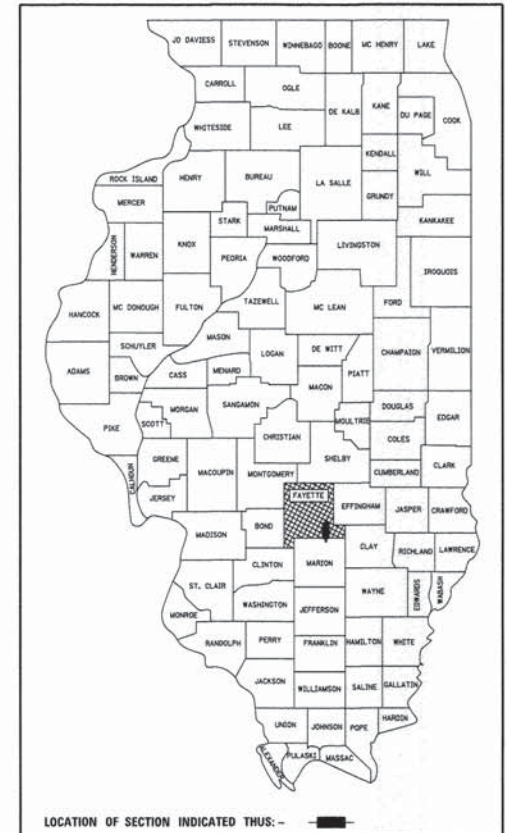 JO DAVIESS STEPHENSON WINNEBAGO BOONE MC HENRY LAKE
CARROLL OGLE DE KALB KANE DU PAGE COOK
WHITESIDE LEE KENDALL WILL
ROCK ISLAND HENRY BUREAU LA SALLE GRUNDY
MERCER PUTNAM KANKAKEE
HENDERSON WARREN KNOX STARK MARSHALL LIVINGSTON
PEORIA WOODFORD IROQUOIS
HANCOCK MC DONOUGH FULTON TAZEWELL MC LEAN FORD
MASON CHAMPAIGN VERMILION
SCHUYLER LOGAN DE WITT
ADAMS BROWN CASS MENARD PIATT
MACON
PIKE SCOTT MORGAN SANGAMON MOULTRIE DOUGLAS EDGAR
CHRISTIAN COLES
GREENE SHELBY
CALHOUN MACOUPIN MONTGOMERY CUMBERLAND CLARK
JERSEY FAYETTE EFFINGHAM JASPER CRAWFORD
MADISON BOND
CLAY RICHLAND LAWRENCE
CLINTON MARION
ST. CLAIR WAYNE EDWARDS WABASH
MONROE WASHINGTON JEFFERSON
RANDOLPH PERRY FRANKLIN HAMILTON WHITE
JACKSON WILLIAMSON SALINE GALLATIN
UNION JOHNSON POPE HARDIN
ALEXANDER PULASKI MASSAC
LOCATION OF SECTION INDICATED THUS: -